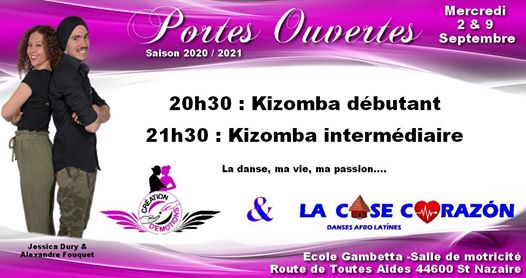 Portes Ouvertes
Saison 2020 / 2021
Mercredi
2 & 9
Septembre
20h30 : Kizomba débutant
21h30 : Kizomba intermédiaire
La danse, ma vie, ma passion....
CRÉATION
D'EMOTIONS
&
LA CASE CORAZÓN
DANSES AFRO LATINES
Jessica Dury &
Alexandre Fouquet
Ecole Gambetta -Salle de motricité
Route de Toutes Aides 44600 St Nazaire